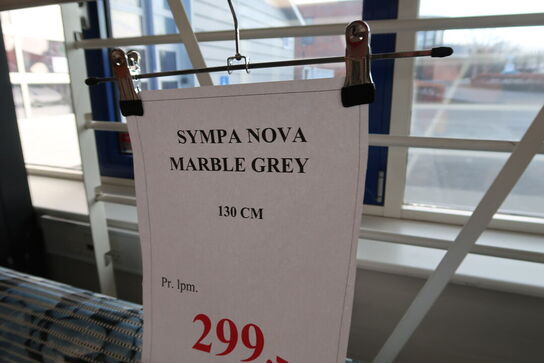 SYMPA NOVA
MARBLE GREY
130 CM
Pr. lpm.
299,-